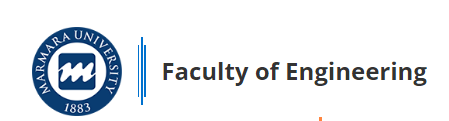 MARMARA UNIVERSITY
m
1883
Faculty of Engineering